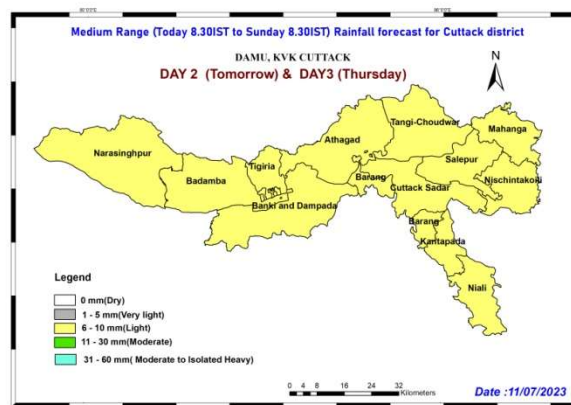 Medium Range (Today 8.30IST to Sunday 8.30IST) Rainfall forecast for Cuttack district
DAMU, KVK CUTTACK
DAY 2 (Tomorrow) & DAY3 (Thursday)
N
Tangi-Choudwar
Mahanga
Athagad
Narasinghpur
Tigiria
Salepur
Badamba
Barang
Nischintakoili
Cuttack Sadar
Banki and Dampada
Barang
Kantapada
Niali
Legend
0 mm(Dry)
1 - 5 mm(Very light)
6 - 10 mm(Light)
11 - 30 mm(Moderate)
31 - 60 mm( Moderate to Isolated Heavy)
0 4 8 16 24 32
Kilometers
Date :11/07/2023